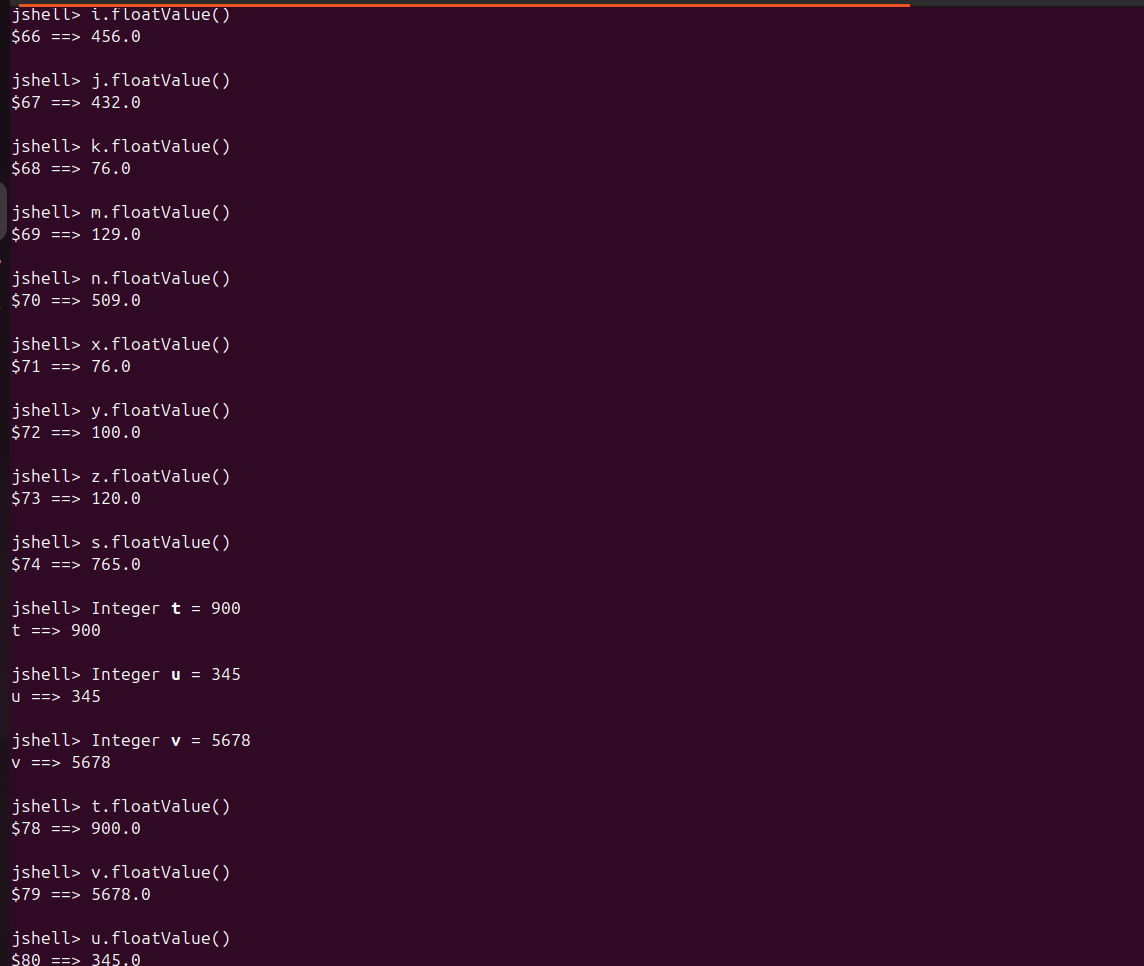 jshell> i.floatValue()
$66 ==> 456.0
jshell> j.floatValue()
$67 ==> 432.0
jshell> k.floatValue()
$68 ==> 76.0
jshell> m.floatValue()
$69 ==> 129.0
jshell> n.floatValue()
$70 ==> 509.0
jshell> x.floatValue()
$71 ==> 76.0
jshell> y.floatValue()
$72 ==> 100.0
jshell> z.floatValue()
$73 ==> 120.0
jshell> s.floatValue()
$74 ==> 765.0
jshell> Integer t = 900
t ==> 900
jshell> Integer u = 345
u ==> 345
jshell> Integer v = 5678
v ==> 5678
jshell> t.floatValue()
$78 ==> 900.0
jshell> v.floatValue()
$79 ==> 5678.0
jshell> u.floatValue()
$80 ==> 345.0